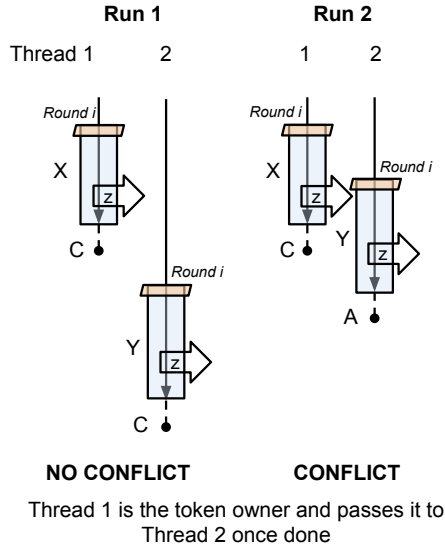 Run 1 Run 2
Thread 1 2 1 2
Round i Round i
X X
Round i
z z
Y
C C z
Round i
A
Y
z
C
NO CONFLICT CONFLICT
Thread 1 is the token owner and passes it to
Thread 2 once done